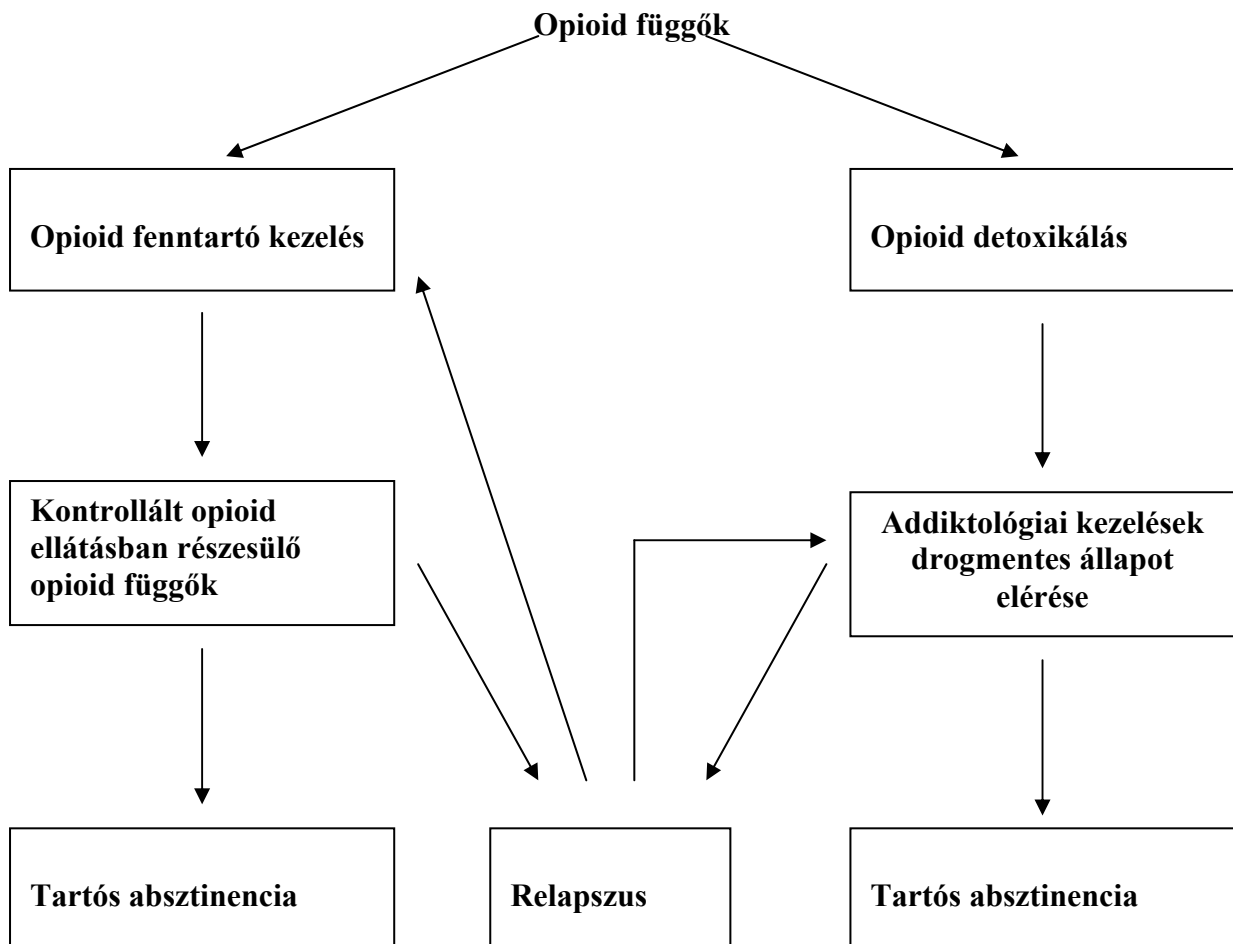 Opioid függők
Opioid fenntartó kezelés
Opioid detoxikálás
Kontrollált opioid
ellátásban részesülő
opioid függők
Addiktológiai kezelések
drogmentes állapot
elérése
Tartós absztinencia
Relapszus
Tartós absztinencia